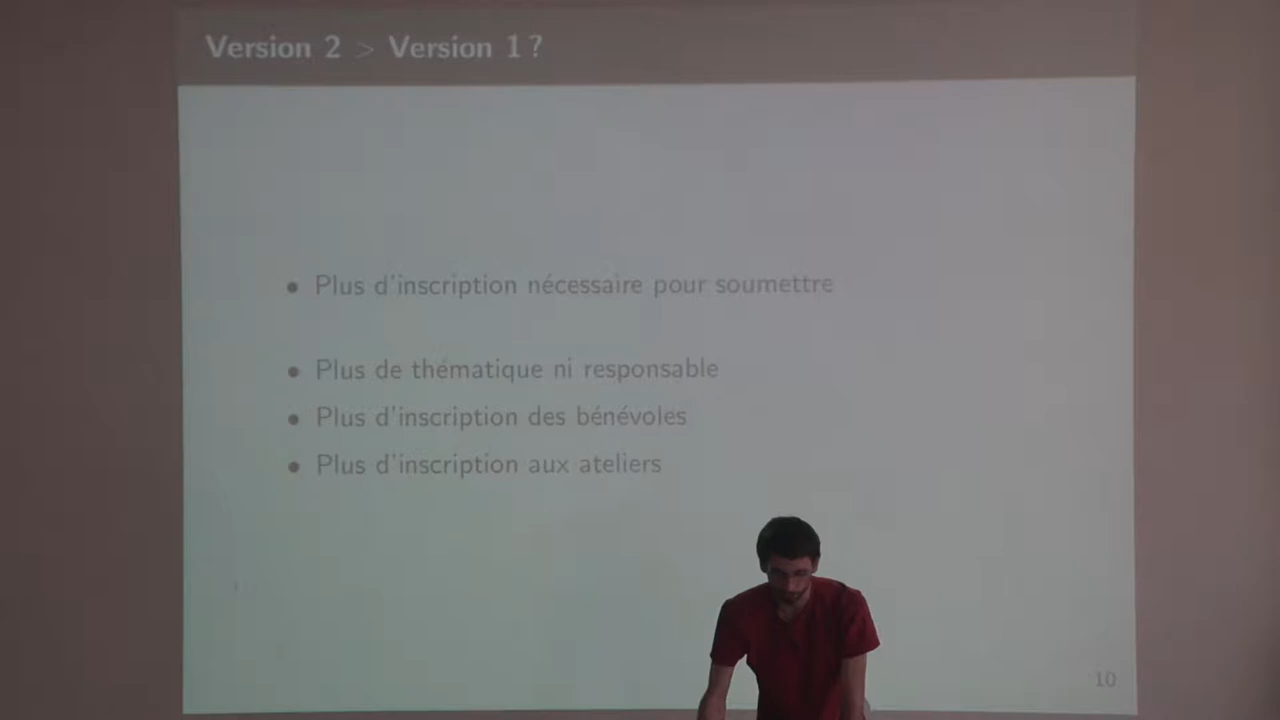 Version 2 > Version 1 ?
• Plus d'inscription nécessaire pour soumettre
• Plus de thématique ni responsable
• Plus d'inscription des bénévoles
• Plus d'inscription aux ateliers
10